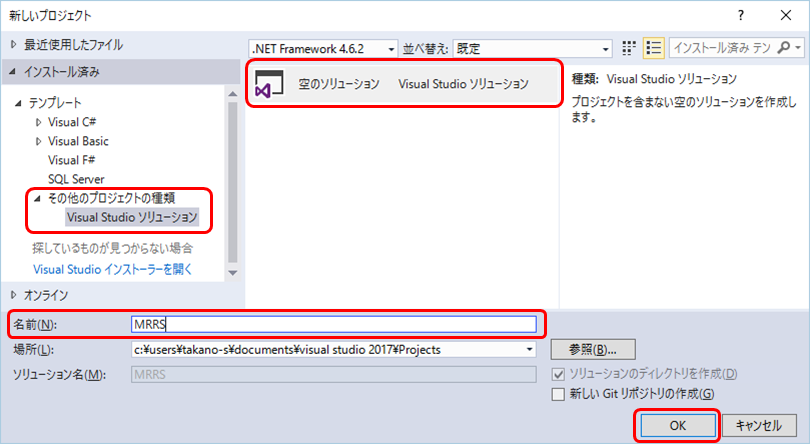 新しいプロジェクト
最近使用したファイル
.NET Framework 4.6.2 並べ替え: 既定 インストール済み テン
インストール済み
テンプレート
Visual C#
Visual Basic
Visual F#
SQL Server
その他のプロジェクトの種類
Visual Studio ソリューション
探しているものが見つからない場合
Visual Studio インストーラーを開く
オンライン
空のソリューション Visual Studio ソリューション
種類: Visual Studio ソリューション
プロジェクトを含まない空のソリューションを作成し
ます。
名前(N): MRRS
場所(L): c:¥users¥takano-s¥documents¥visual studio 2017¥Projects 参照(B)...
ソリューション名(M): MRRS
ソリューションのディレクトリを作成(D)
新しい Git リポジトリの作成(G)
OK キャンセル